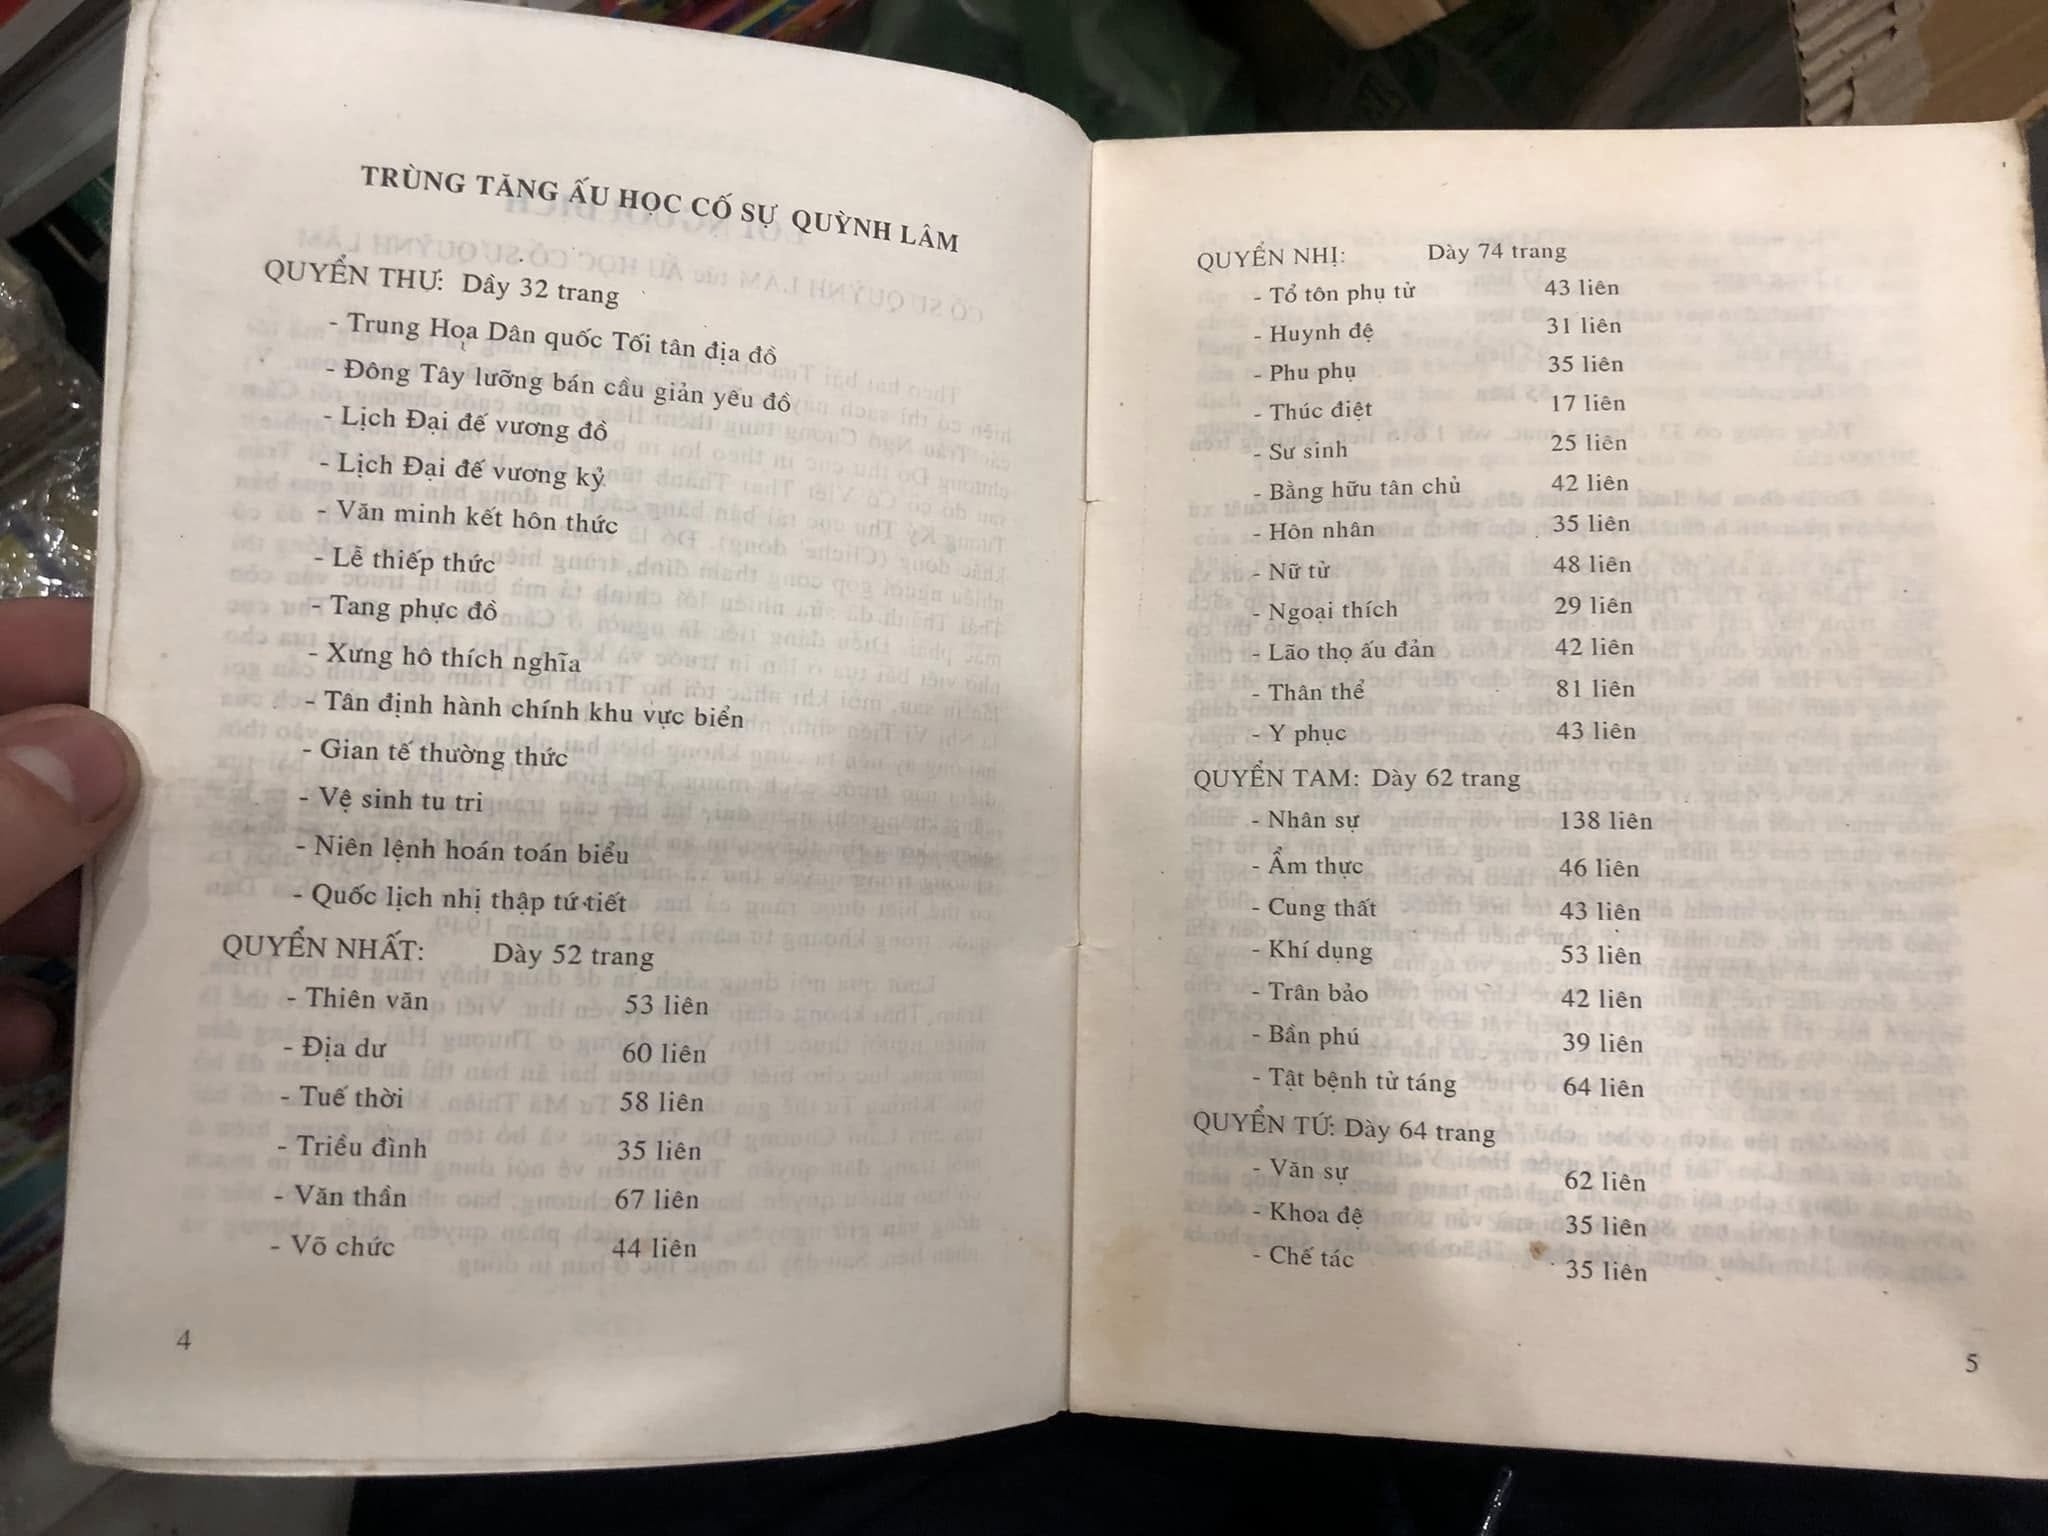 TRÙNG TĂNG ẤU HỌC CỐ SỰ QUỲNH LÂM
QUYỂN THƯ: Dầy 32 trang
- Trung Hoạ Dân quốc Tối tân địa đồ
- Đông Tây lưỡng bán cầu giản yếu đồ
- Lịch Đại đế vương đồ
- Lịch Đại đế vương kỷ
- Văn minh kết hôn thức
- Lễ thiếp thức
- Tang phục đồ
- Xưng hô thích nghĩa
- Tân định hành chính khu vực biển
- Gian tế thường thức
- Vệ sinh tu tri
- Niên lệnh hoán toán biểu
- Quốc lịch nhị thập tứ tiết
QUYỂN NHẤT: Dày 52 trang
- Thiên văn 53 liên
- Địa dư 60 liên
- Tuế thời 58 liên
- Triều đình 35 liên
- Văn thần 67 liên
- Võ chức 44 liên
4
QUYỂN NHỊ: Dày 74 trang
- Tổ tôn phụ tử 43 liên
- Huynh đệ 31 liên
- Phu phụ 35 liên
- Thúc điệt 17 liên
- Sư sinh 25 liên
- Bằng hữu tân chủ 42 liên
- Hôn nhân 35 liên
- Nữ tử 48 liên
- Ngoại thích 29 liên
- Lão thọ ấu đản 42 liên
- Thân thể 81 liên
- Y phục 43 liên
QUYỂN TAM: Dày 62 trang
- Nhân sự 138 liên
- Ẩm thực 46 liên
- Cung thất 43 liên
- Khí dụng 53 liên
- Trân bảo 42 liên
- Bần phú 39 liên
- Tật bệnh tử táng 64 liên
QUYỂN TỨ: Dày 64 trang
- Văn sự 62 liên
- Khoa đệ 35 liên
- Chế tác 35 liên
5